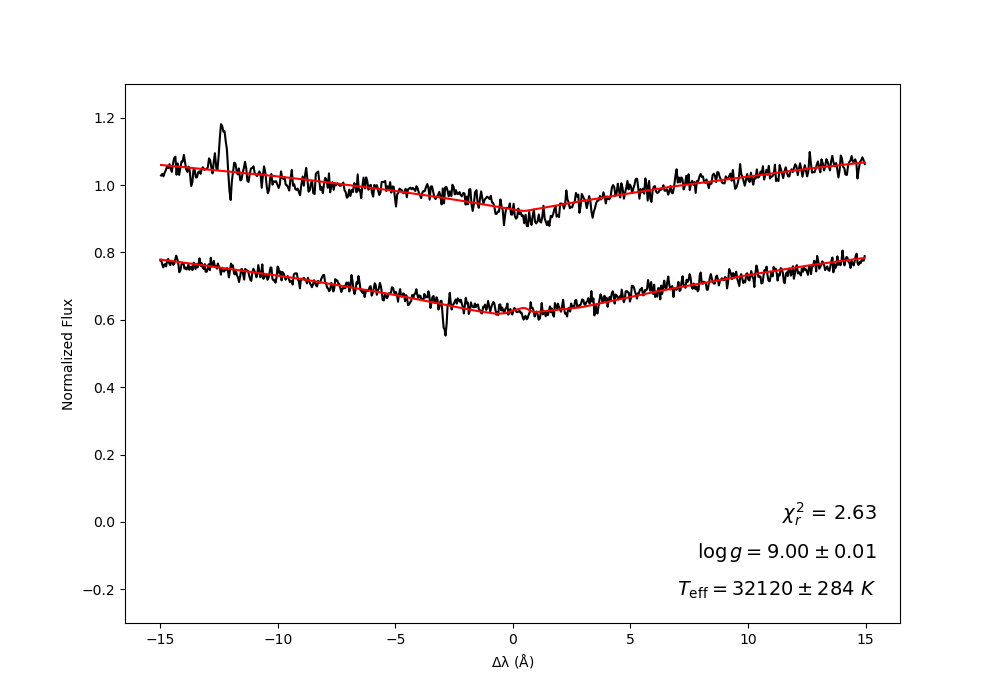 1.2
1.0
0.8
0.6
0.4
0.2
0.0
−0.2
Normalized Flux
χ²ᵣ = 2.63
log g = 9.00 ± 0.01
T_eff = 32120 ± 284 K
−15 −10 −5 0 5 10 15
Δλ (Å)